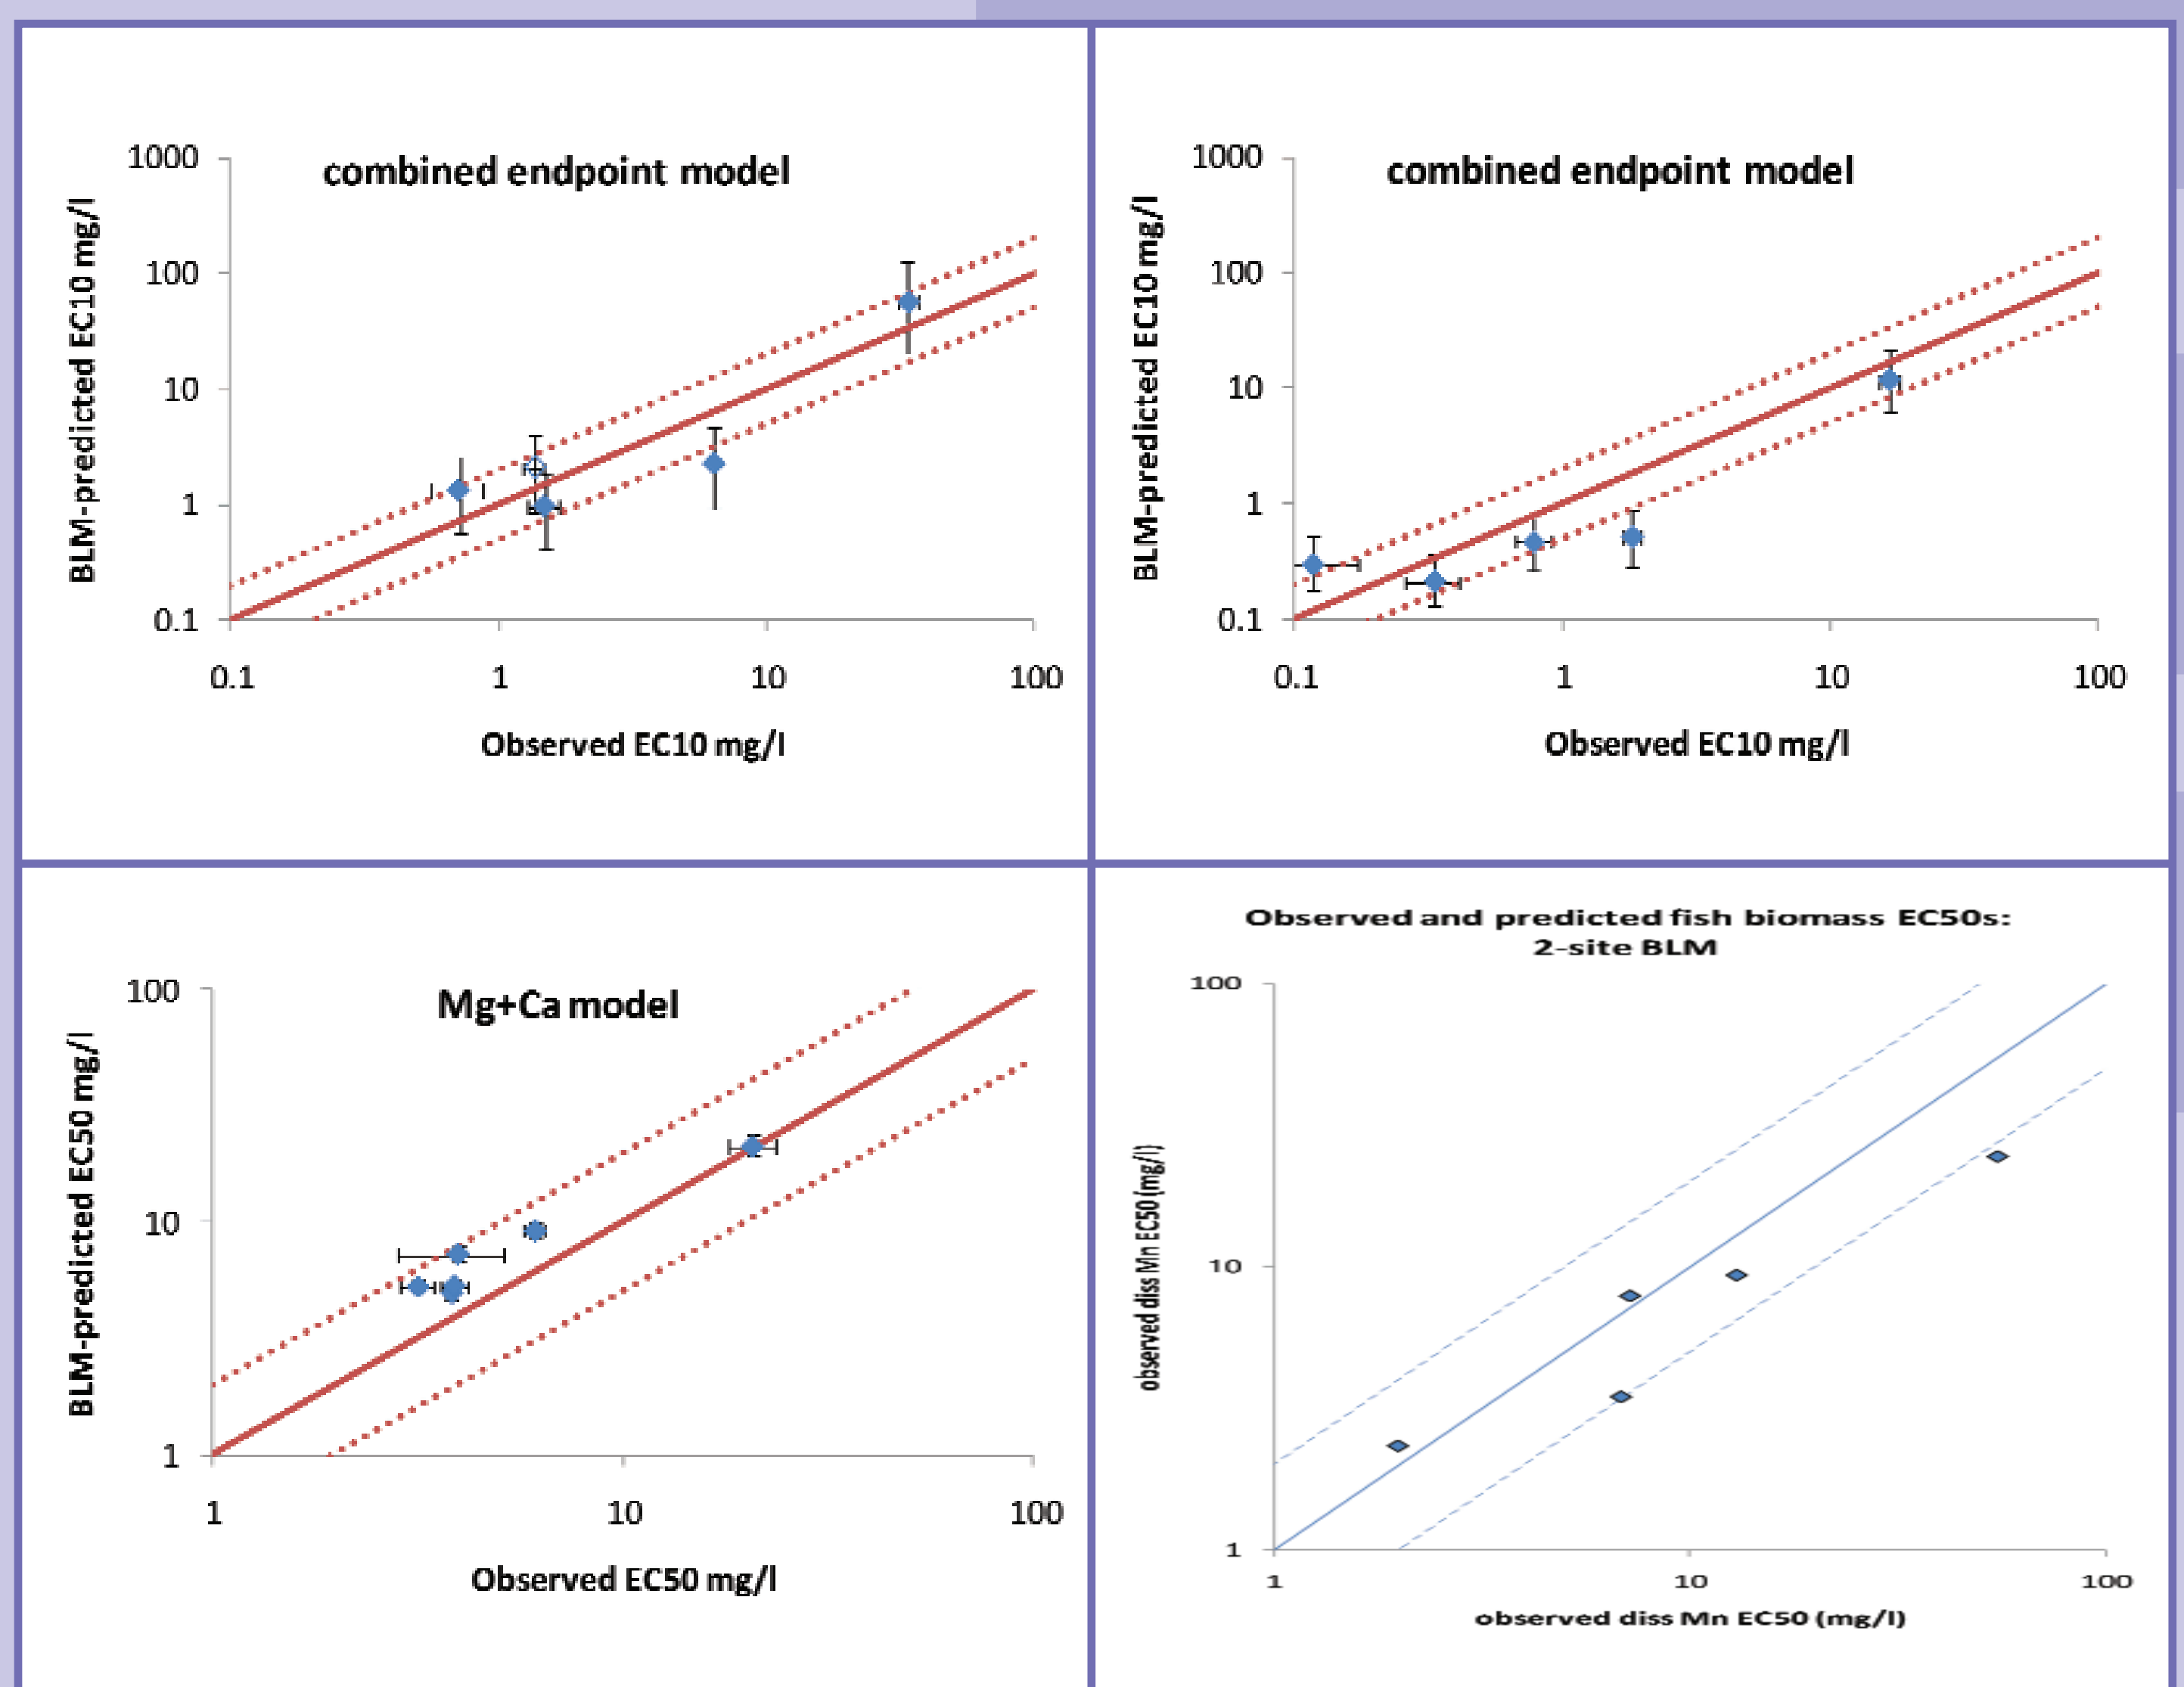 combined endpoint model
BLM-predicted EC10 mg/l
1000
100
10
1
0.1
0.1 1 10 100
Observed EC10 mg/l
combined endpoint model
BLM-predicted EC10 mg/l
1000
100
10
1
0.1
0.1 1 10 100
Observed EC10 mg/l
Mg+Ca model
BLM-predicted EC50 mg/l
100
10
1
1 10 100
Observed EC50 mg/l
Observed and predicted fish biomass EC50s:
2-site BLM
observed diss Mn EC50 (mg/l)
100
10
1
1 10 100
observed diss Mn EC50 (mg/l)